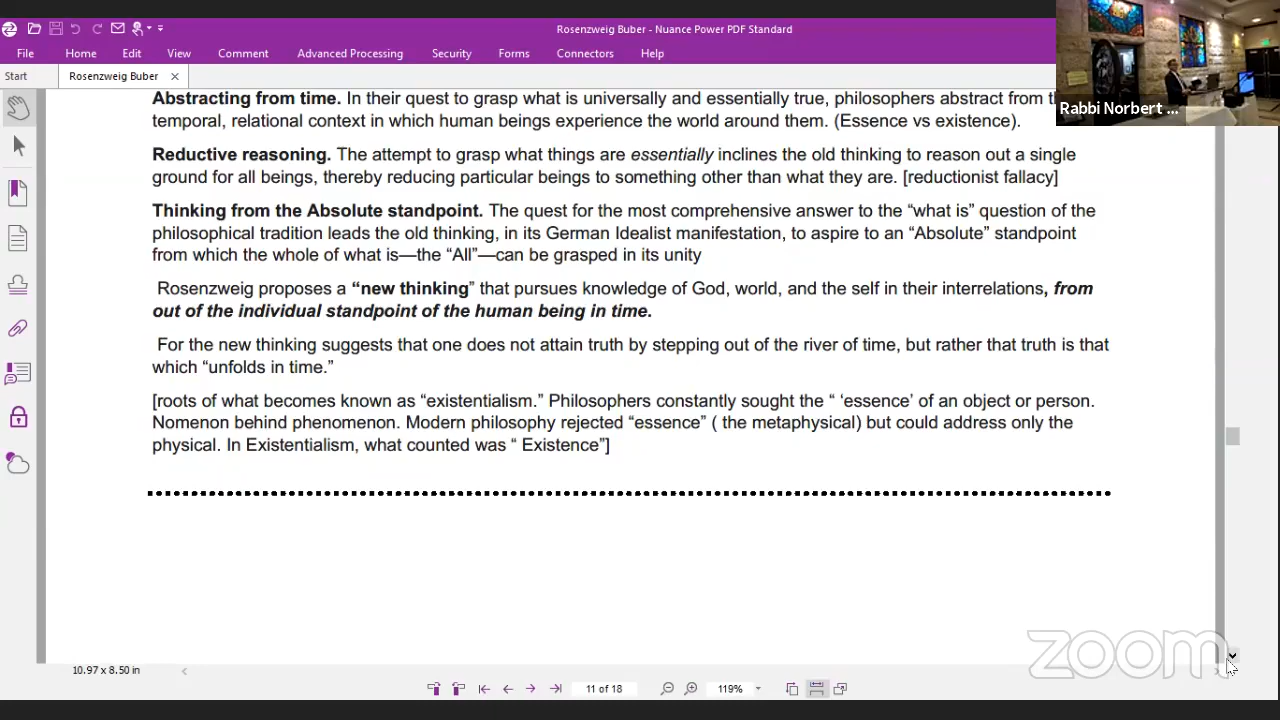 Rosenzweig Buber - Nuance Power PDF Standard
File Home Edit View Comment Advanced Processing Security Forms Connectors Help
Start Rosenzweig Buber
Rabbi Norbert ...
Abstracting from time. In their quest to grasp what is universally and essentially true, philosophers abstract from
temporal, relational context in which human beings experience the world around them. (Essence vs existence).
Reductive reasoning. The attempt to grasp what things are essentially inclines the old thinking to reason out a single
ground for all beings, thereby reducing particular beings to something other than what they are. [reductionist fallacy]
Thinking from the Absolute standpoint. The quest for the most comprehensive answer to the “what is” question of the
philosophical tradition leads the old thinking, in its German Idealist manifestation, to aspire to an “Absolute” standpoint
from which the whole of what is—the “All”—can be grasped in its unity
Rosenzweig proposes a “new thinking” that pursues knowledge of God, world, and the self in their interrelations, from
out of the individual standpoint of the human being in time.
For the new thinking suggests that one does not attain truth by stepping out of the river of time, but rather that truth is that
which “unfolds in time.”
[roots of what becomes known as “existentialism.” Philosophers constantly sought the “ ‘essence’ of an object or person.
Nomenon behind phenomenon. Modern philosophy rejected “essence” ( the metaphysical) but could address only the
physical. In Existentialism, what counted was “ Existence”]
zoom
10.97 x 8.50 in
11 of 18 119%